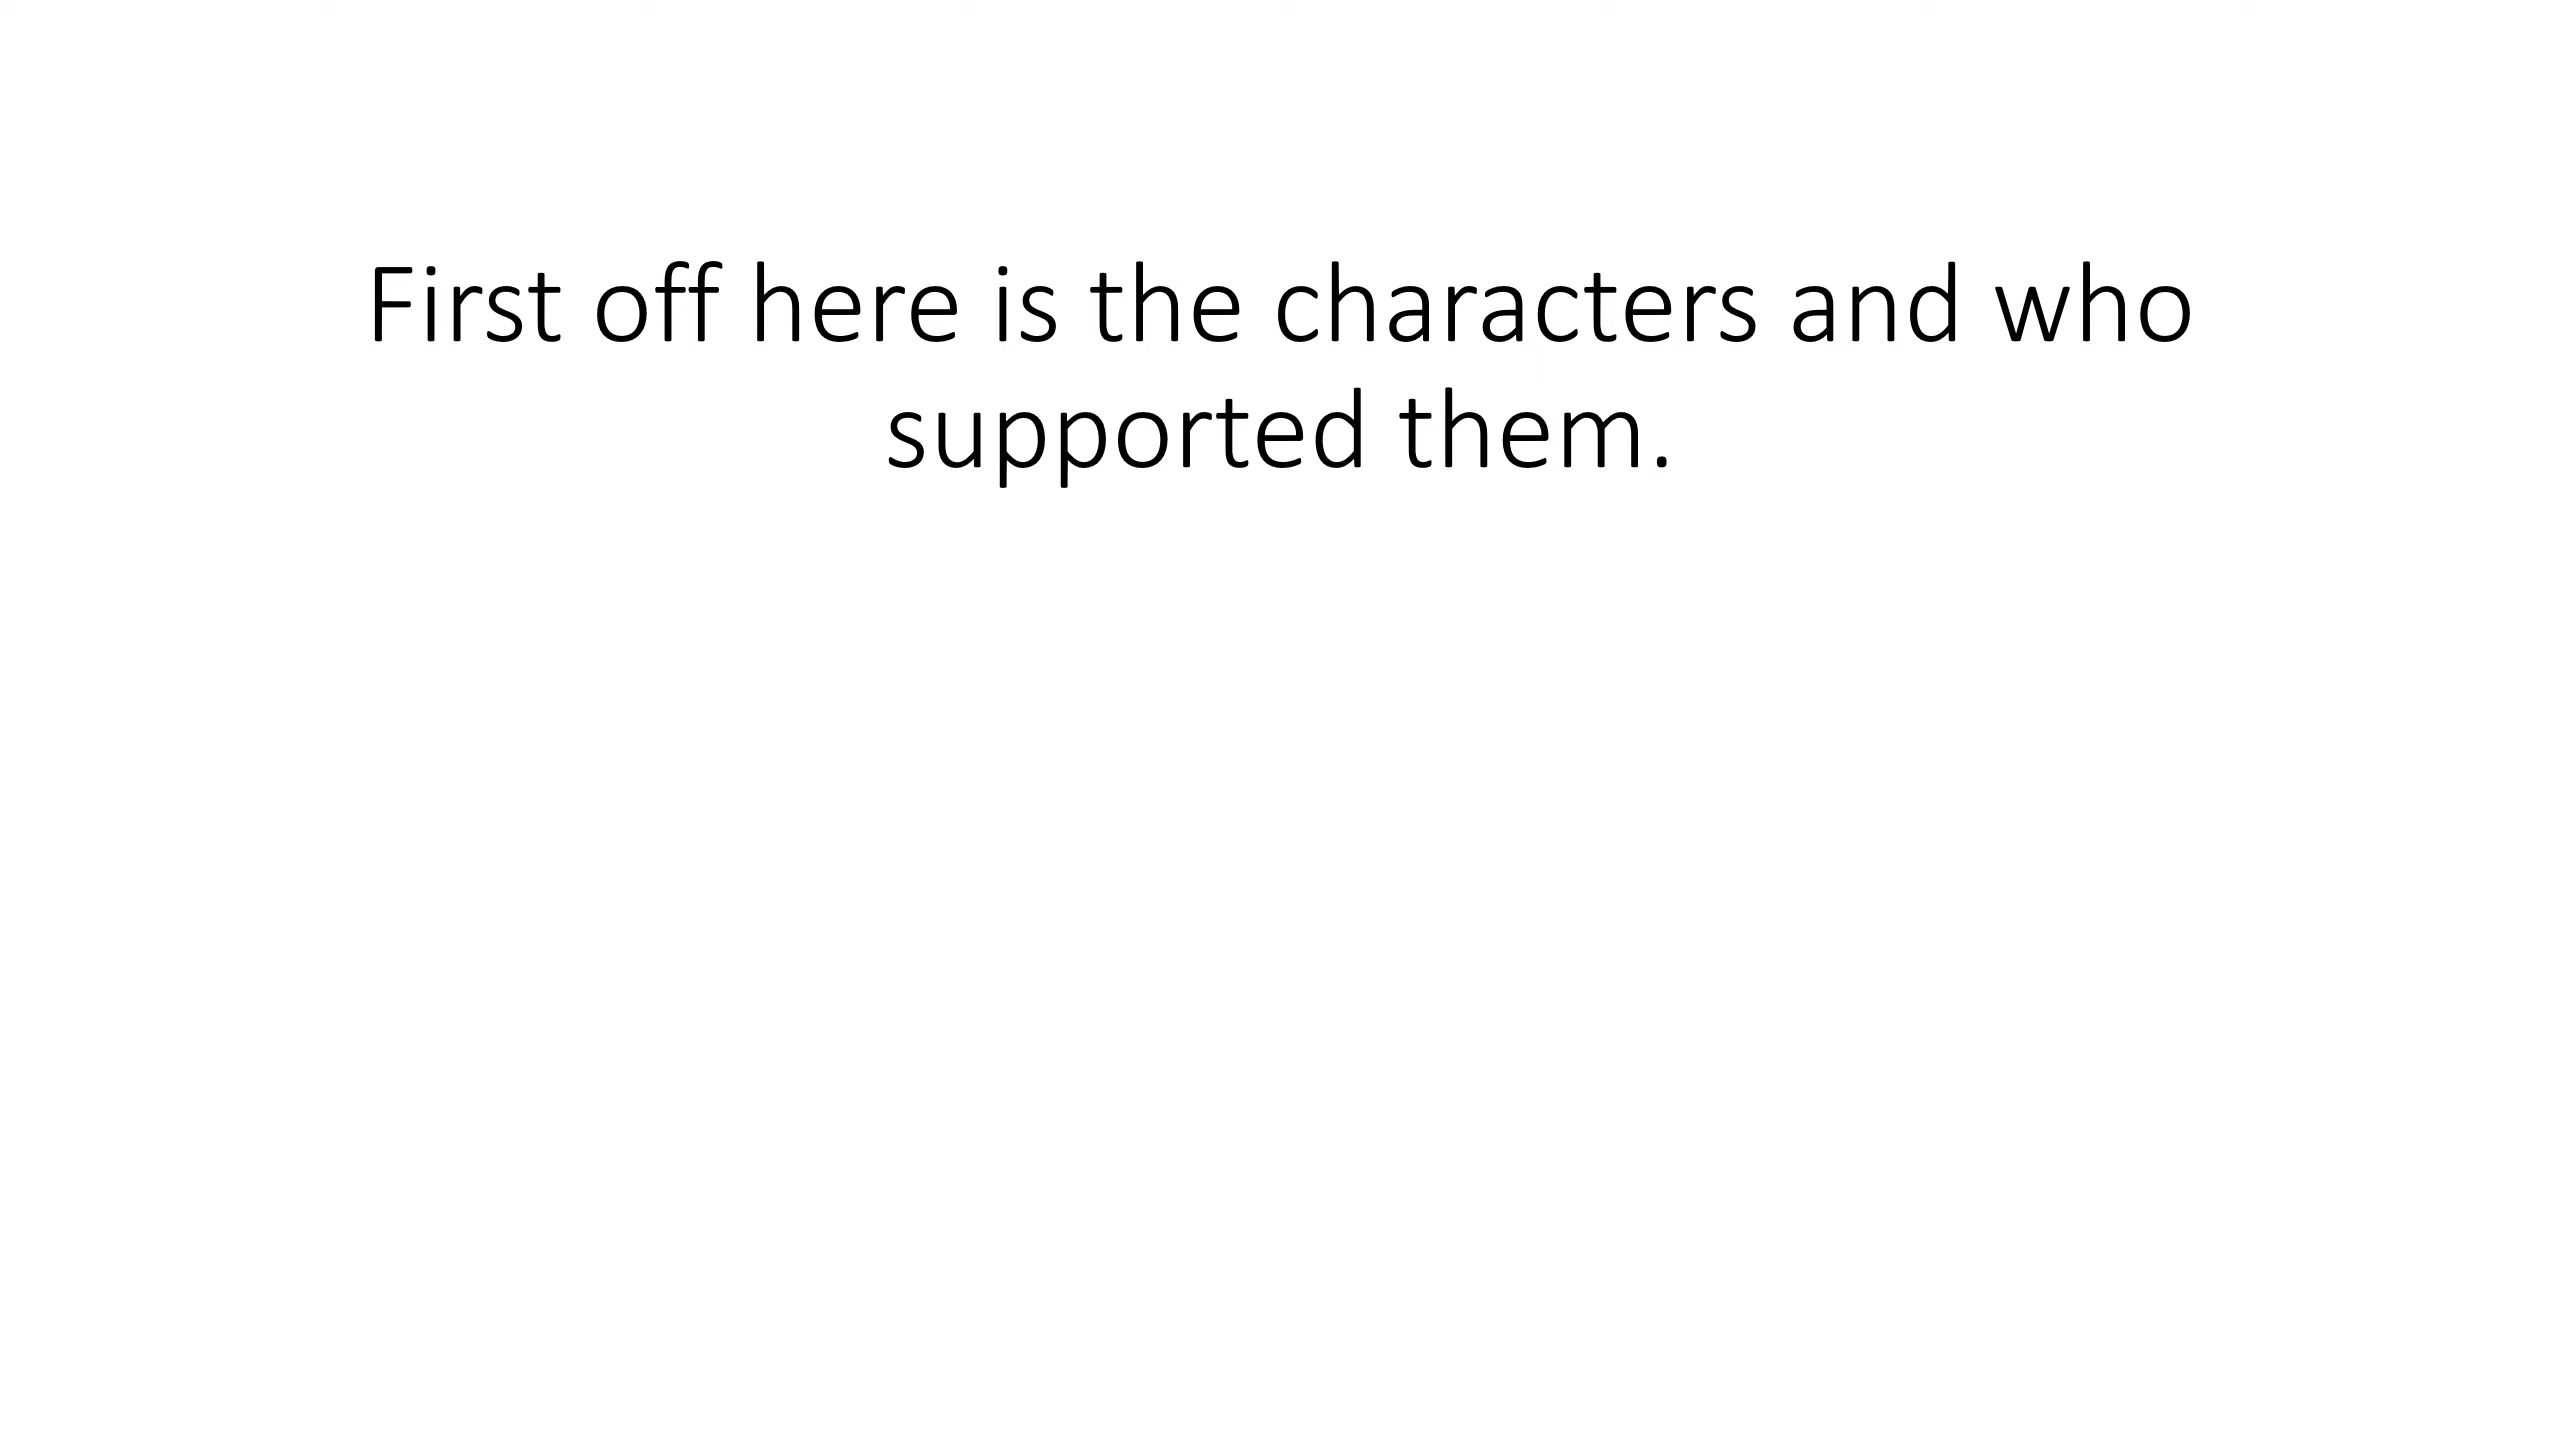 First off here is the characters and who
supported them.